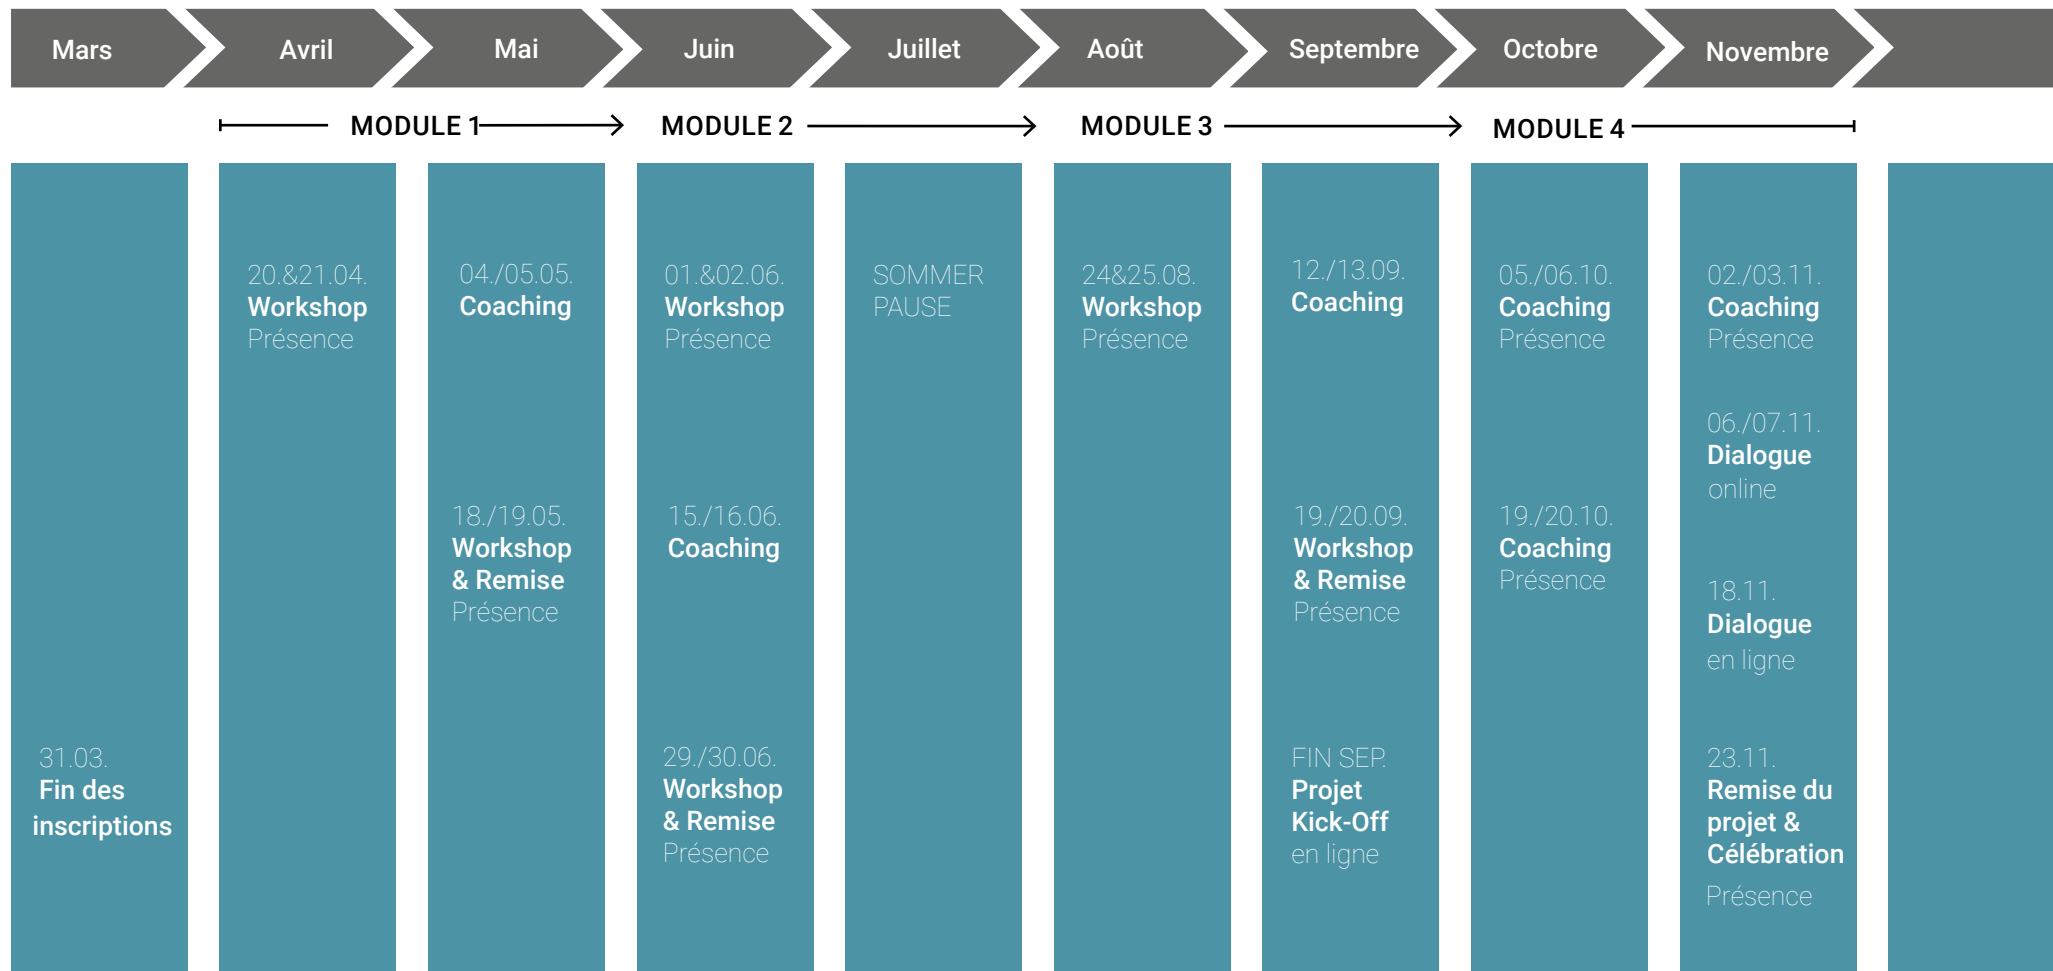 Mars
Avril
Mai
Juin
Juillet
Août
Septembre
Octobre
Novembre
MODULE 1
MODULE 2
MODULE 3
MODULE 4
31.03.
Fin des
inscriptions
20.&21.04.
Workshop
Présence
04./05.05.
Coaching
18./19.05.
Workshop
& Remise
Présence
01.&02.06.
Workshop
Présence
15./16.06.
Coaching
29./30.06.
Workshop
& Remise
Présence
SOMMER
PAUSE
24&25.08.
Workshop
Présence
12./13.09.
Coaching
19./20.09.
Workshop
& Remise
Présence
FIN SEP.
Projet
Kick-Off
en ligne
05./06.10.
Coaching
Présence
19./20.10.
Coaching
Présence
02./03.11.
Coaching
Présence
06./07.11.
Dialogue
online
18.11.
Dialogue
en ligne
23.11.
Remise du
projet &
Célébration
Présence